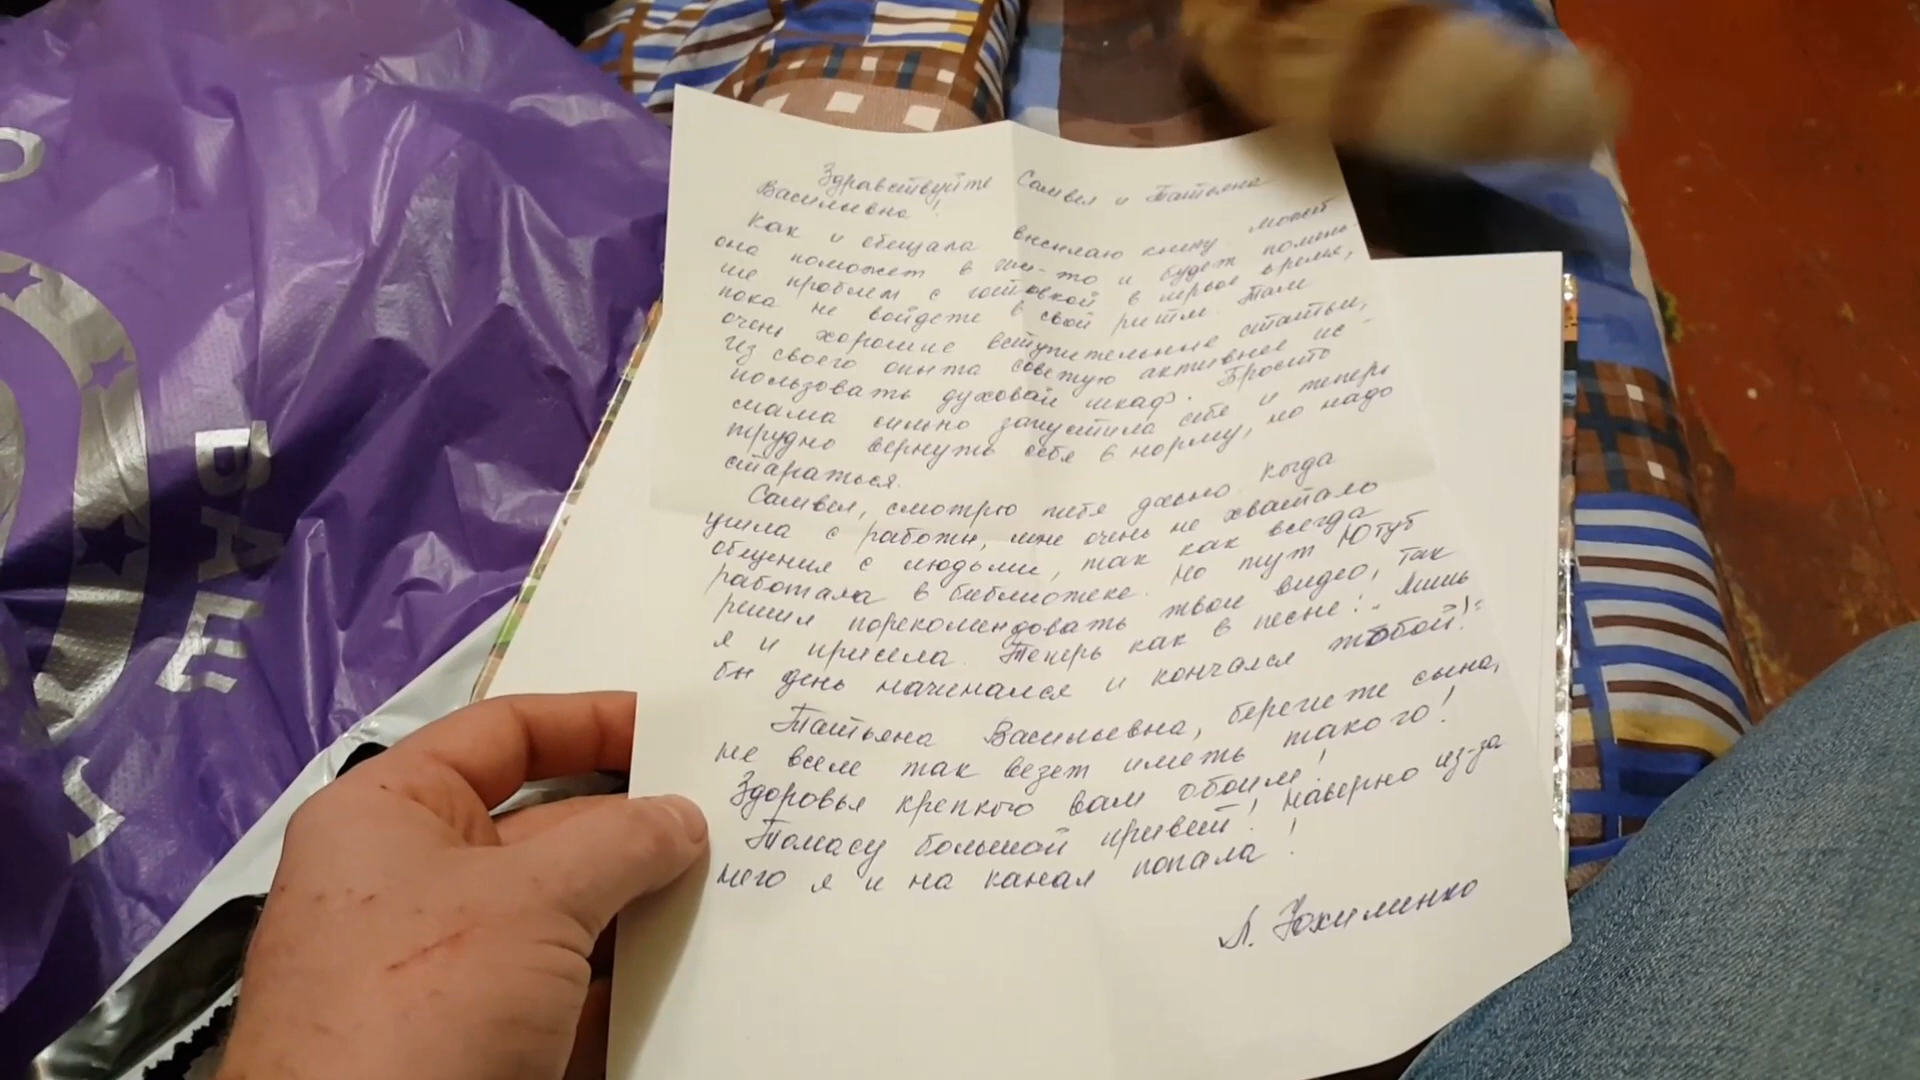 Здравствуйте Самвел и Татьяна
Васильевна!
Как и обещала высылаю книгу. Может
она поможет в чём-то и будет помень-
ше проблем с готовкой в первое время,
пока не войдете в свой ритм. Там
очень хорошие вступительные статьи,
Из своего опыта советую активнее ис-
пользовать духовой шкаф. Просто
мама сильно запустила себя и теперь
трудно вернуть себя в норму, но надо
стараться.
Самвел, смотрю тебя давно. Когда
ушла с работы, мне очень не хватало
общения с людьми, так как всегда
работала в библиотеке. Но тут Ютуб
решил порекомендовать твои видео, так
я и присела. Теперь как в песне: "Лишь
бы день начинался и кончался тобой!"
Татьяна Васильевна, берегите сына,
не всем так везет иметь такого!
Здоровья крепкого вам обоим!
Томасу большой привет! Наверно из-за
него я и на канал попала!
Л.